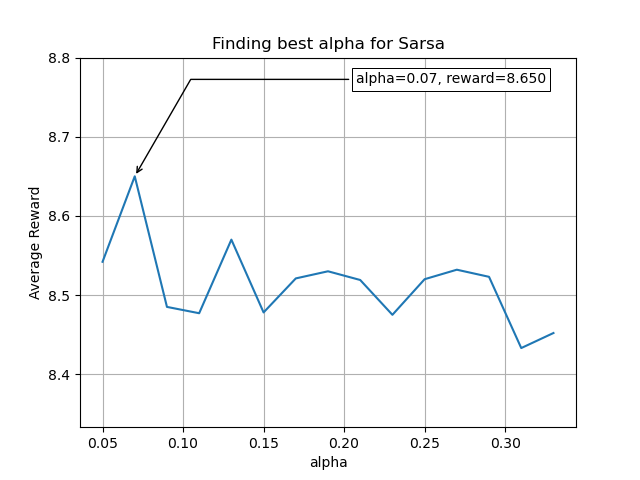 Finding best alpha for Sarsa
8.8
alpha=0.07, reward=8.650
8.7
8.6
Average Reward
8.5
8.4
0.05 0.10 0.15 0.20 0.25 0.30
alpha